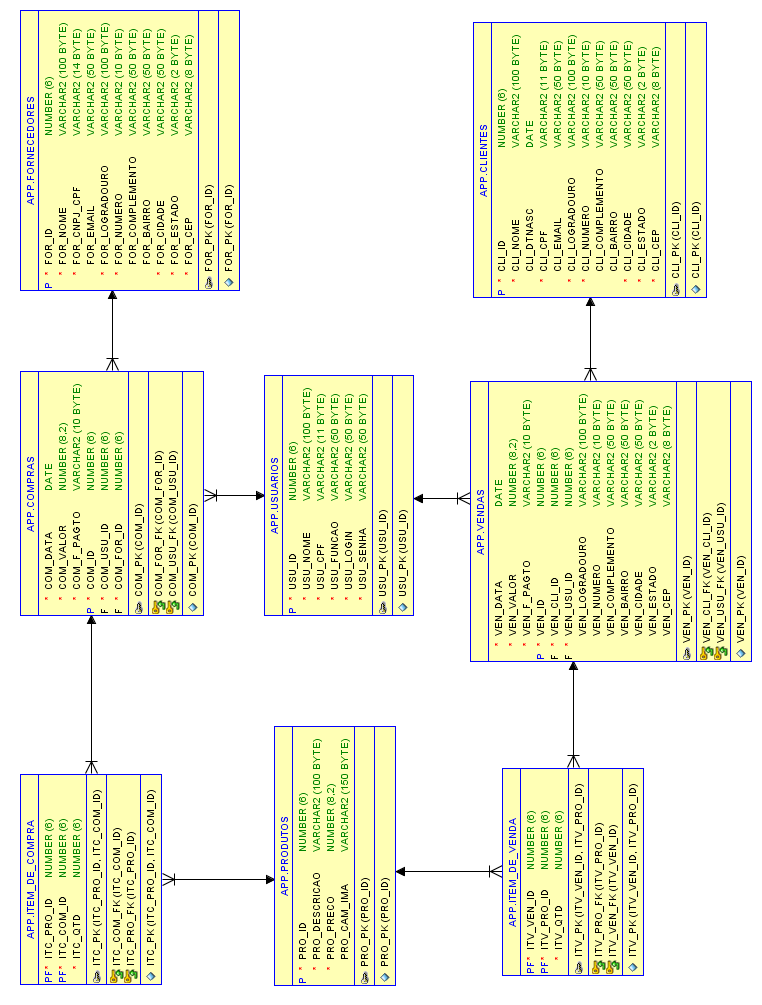 APP.FORNECEDORES
P * FOR_ID NUMBER (6)
* FOR_NOME VARCHAR2 (100 BYTE)
* FOR_CNPJ_CPF VARCHAR2 (14 BYTE)
FOR_EMAIL VARCHAR2 (50 BYTE)
* FOR_LOGRADOURO VARCHAR2 (100 BYTE)
* FOR_NUMERO VARCHAR2 (10 BYTE)
FOR_COMPLEMENTO VARCHAR2 (50 BYTE)
FOR_BAIRRO VARCHAR2 (50 BYTE)
* FOR_CIDADE VARCHAR2 (50 BYTE)
* FOR_ESTADO VARCHAR2 (2 BYTE)
* FOR_CEP VARCHAR2 (8 BYTE)
FOR_PK (FOR_ID)
FOR_PK (FOR_ID)
APP.CLIENTES
P * CLI_ID NUMBER (6)
* CLI_NOME VARCHAR2 (100 BYTE)
CLI_DTNASC DATE
* CLI_CPF VARCHAR2 (11 BYTE)
CLI_EMAIL VARCHAR2 (50 BYTE)
* CLI_LOGRADOURO VARCHAR2 (100 BYTE)
* CLI_NUMERO VARCHAR2 (10 BYTE)
CLI_COMPLEMENTO VARCHAR2 (50 BYTE)
CLI_BAIRRO VARCHAR2 (50 BYTE)
* CLI_CIDADE VARCHAR2 (50 BYTE)
* CLI_ESTADO VARCHAR2 (2 BYTE)
* CLI_CEP VARCHAR2 (8 BYTE)
CLI_PK (CLI_ID)
CLI_PK (CLI_ID)
APP.COMPRAS
* COM_DATA DATE
* COM_VALOR NUMBER (8,2)
* COM_F_PAGTO VARCHAR2 (10 BYTE)
P * COM_ID NUMBER (6)
F * COM_USU_ID NUMBER (6)
F * COM_FOR_ID NUMBER (6)
COM_PK (COM_ID)
COM_FOR_FK (COM_FOR_ID)
COM_USU_FK (COM_USU_ID)
COM_PK (COM_ID)
APP.USUARIOS
P * USU_ID NUMBER (6)
* USU_NOME VARCHAR2 (100 BYTE)
* USU_CPF VARCHAR2 (11 BYTE)
* USU_FUNCAO VARCHAR2 (50 BYTE)
* USU_LOGIN VARCHAR2 (50 BYTE)
* USU_SENHA VARCHAR2 (50 BYTE)
USU_PK (USU_ID)
USU_PK (USU_ID)
APP.VENDAS
* VEN_DATA DATE
* VEN_VALOR NUMBER (8,2)
* VEN_F_PAGTO VARCHAR2 (10 BYTE)
P * VEN_ID NUMBER (6)
F * VEN_CLI_ID NUMBER (6)
F * VEN_USU_ID NUMBER (6)
VEN_LOGRADOURO VARCHAR2 (100 BYTE)
VEN_NUMERO VARCHAR2 (10 BYTE)
VEN_COMPLEMENTO VARCHAR2 (50 BYTE)
VEN_BAIRRO VARCHAR2 (50 BYTE)
VEN_CIDADE VARCHAR2 (50 BYTE)
VEN_ESTADO VARCHAR2 (2 BYTE)
VEN_CEP VARCHAR2 (8 BYTE)
VEN_PK (VEN_ID)
VEN_CLI_FK (VEN_CLI_ID)
VEN_USU_FK (VEN_USU_ID)
VEN_PK (VEN_ID)
APP.ITEM_DE_COMPRA
PF* ITC_PRO_ID NUMBER (6)
PF* ITC_COM_ID NUMBER (6)
* ITC_QTD NUMBER (6)
ITC_PK (ITC_PRO_ID, ITC_COM_ID)
ITC_COM_FK (ITC_COM_ID)
ITC_PRO_FK (ITC_PRO_ID)
ITC_PK (ITC_PRO_ID, ITC_COM_ID)
APP.PRODUTOS
P * PRO_ID NUMBER (6)
* PRO_DESCRICAO VARCHAR2 (100 BYTE)
* PRO_PRECO NUMBER (8,2)
PRO_CAM_IMA VARCHAR2 (150 BYTE)
PRO_PK (PRO_ID)
PRO_PK (PRO_ID)
APP.ITEM_DE_VENDA
PF* ITV_VEN_ID NUMBER (6)
PF* ITV_PRO_ID NUMBER (6)
* ITV_QTD NUMBER (6)
ITV_PK (ITV_VEN_ID, ITV_PRO_ID)
ITV_PRO_FK (ITV_PRO_ID)
ITV_VEN_FK (ITV_VEN_ID)
ITV_PK (ITV_VEN_ID, ITV_PRO_ID)